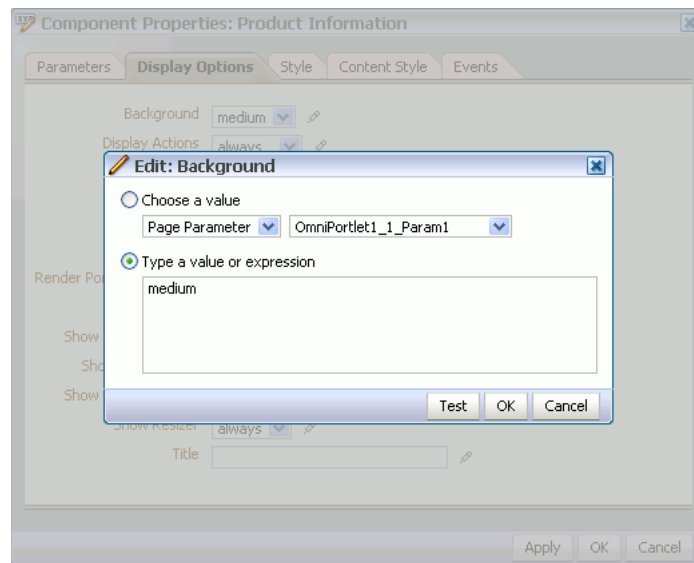 Component Properties: Product Information
Parameters Display Options Style Content Style Events
Background medium
Display Actions always
Edit: Background
Choose a value
Page Parameter OmniPortlet1_1_Param1
Type a value or expression
medium
Render
Show
Show
Test OK Cancel
Show Resizer always
Title
Apply OK Cancel